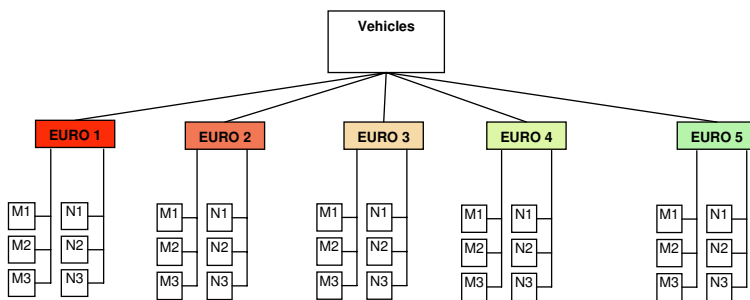 Vehicles
EURO 1
EURO 2
EURO 3
EURO 4
EURO 5
M1 N1 M1 N1 M1 N1 M1 N1 M1 N1
M2 N2 M2 N2 M2 N2 M2 N2 M2 N2
M3 N3 M3 N3 M3 N3 M3 N3 M3 N3